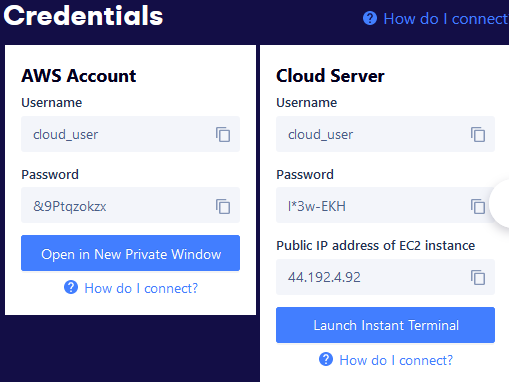 Credentials
How do I connect
AWS Account
Username
cloud_user
Password
&9Ptqzokzx
Open in New Private Window
How do I connect?
Cloud Server
Username
cloud_user
Password
l*3w-EKH
Public IP address of EC2 instance
44.192.4.92
Launch Instant Terminal
How do I connect?